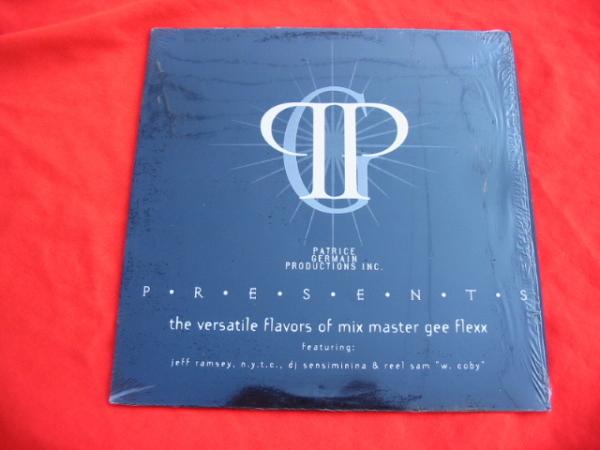 PGP
PATRICE
GERMAIN
PRODUCTIONS INC.
P•R•E•S•E•N•T•S
the versatile flavors of mix master gee flexx
featuring:
jeff ramsey, n.y.t.c., dj sensiminina & reel sam "w. coby"